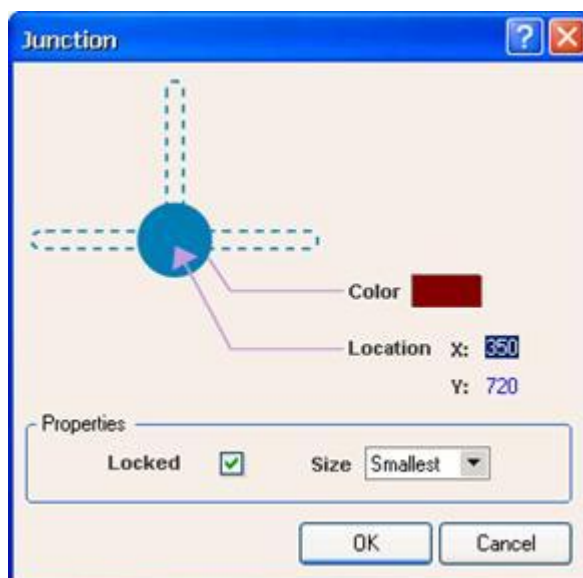 Junction
Color
Location X: 350
Y: 720
Properties
Locked Size Smallest
OK Cancel